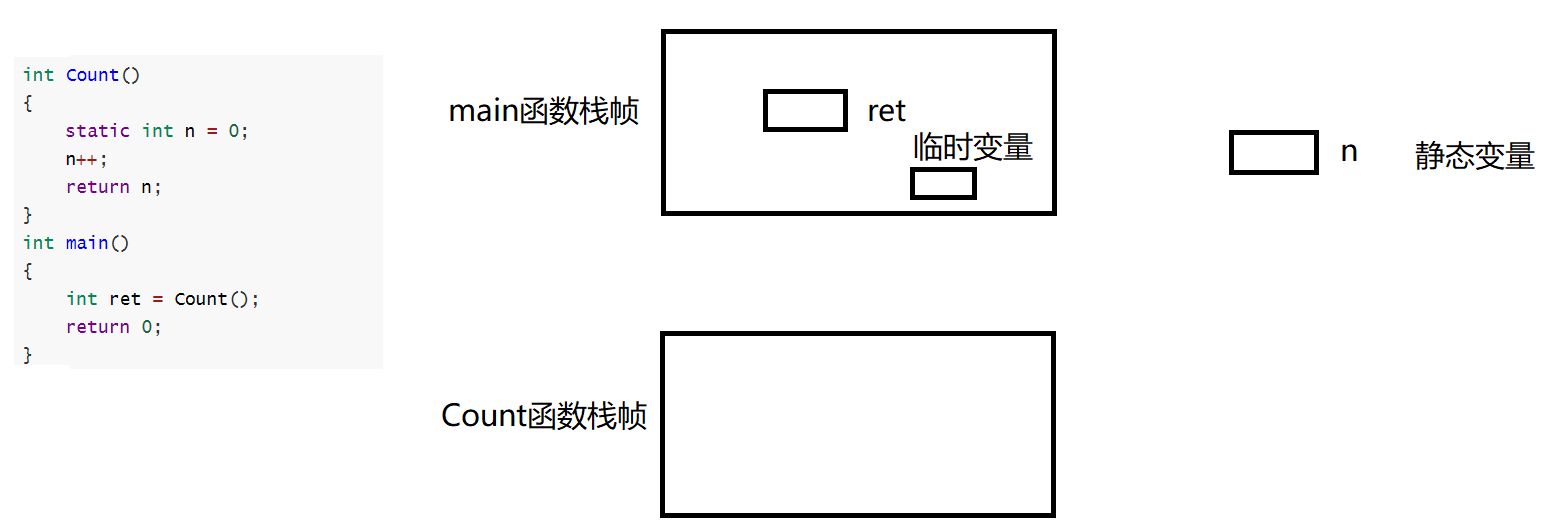 int Count()
{
    static int n = 0;
    n++;
    return n;
}
int main()
{
    int ret = Count();
    return 0;
}
main函数栈帧
ret
临时变量
n
静态变量
Count函数栈帧